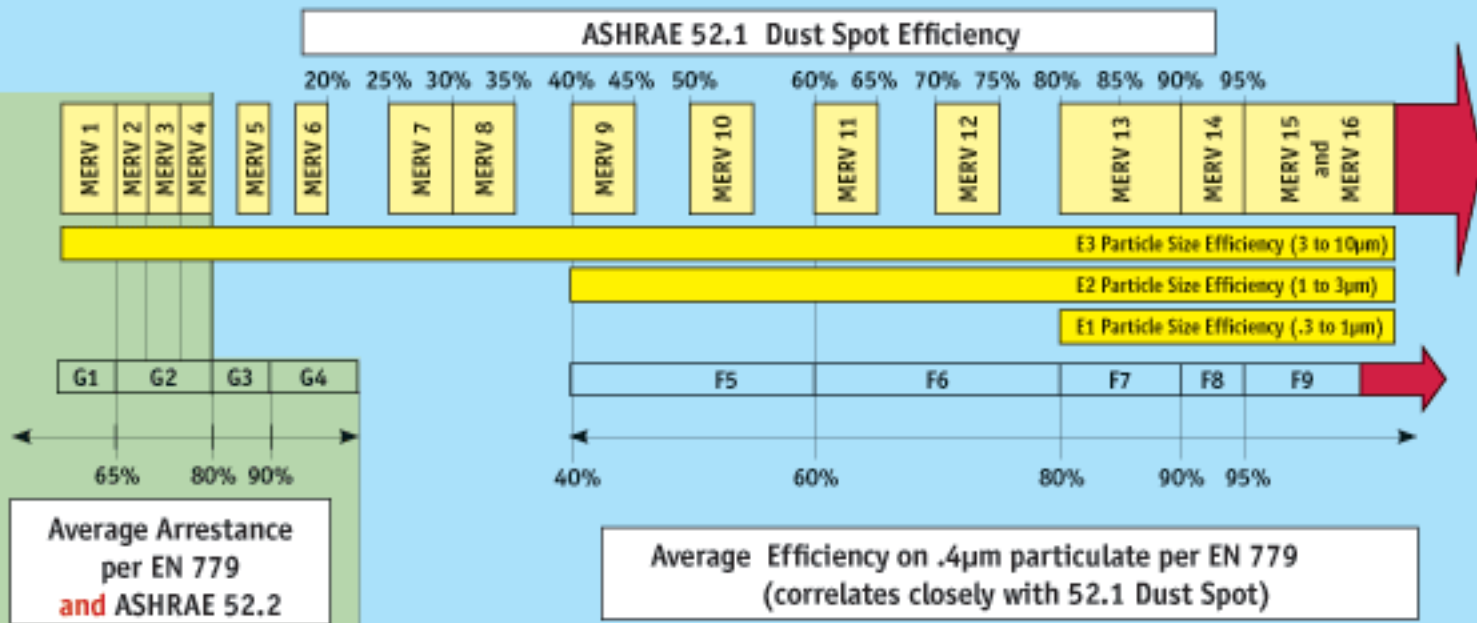 ASHRAE 52.1 Dust Spot Efficiency
20% 25% 30% 35% 40% 45% 50% 60% 65% 70% 75% 80% 85% 90% 95%
MERV 1
MERV 2
MERV 3
MERV 4
MERV 5
MERV 6
MERV 7
MERV 8
MERV 9
MERV 10
MERV 11
MERV 12
MERV 13
MERV 14
MERV 15
and
MERV 16
E3 Particle Size Efficiency (3 to 10µm)
E2 Particle Size Efficiency (1 to 3µm)
E1 Particle Size Efficiency (.3 to 1µm)
G1 G2 G3 G4 F5 F6 F7 F8 F9
65% 80% 90% 40% 60% 80% 90% 95%
Average Arrestance
per EN 779
and ASHRAE 52.2
Average Efficiency on .4µm particulate per EN 779
(correlates closely with 52.1 Dust Spot)